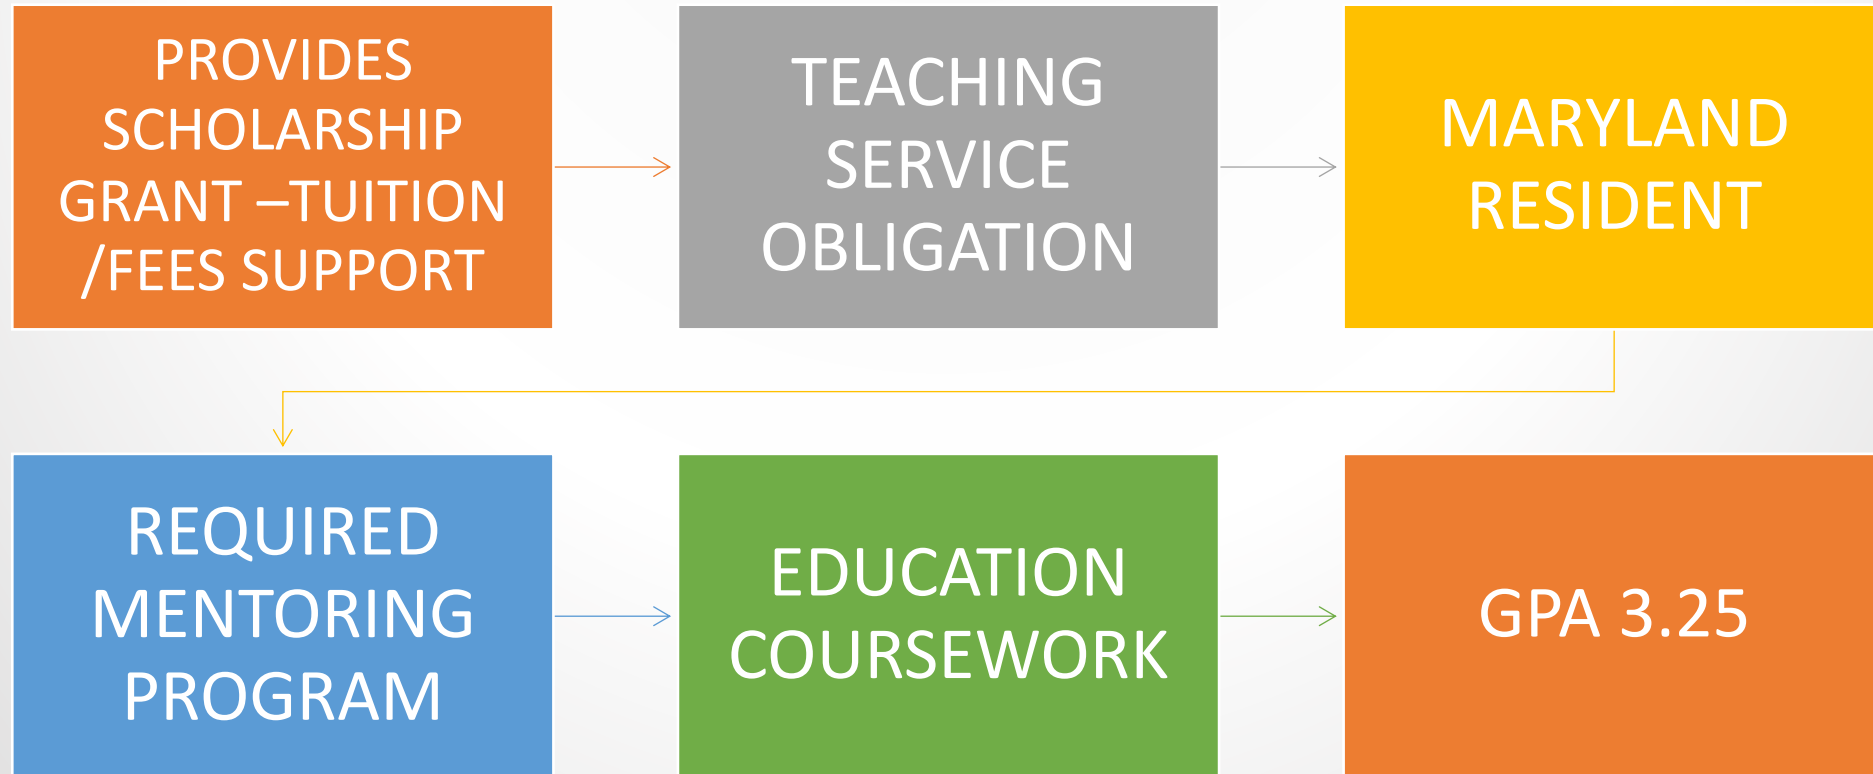 PROVIDES
SCHOLARSHIP
GRANT –TUITION
/FEES SUPPORT
TEACHING
SERVICE
OBLIGATION
MARYLAND
RESIDENT
REQUIRED
MENTORING
PROGRAM
EDUCATION
COURSEWORK
GPA 3.25